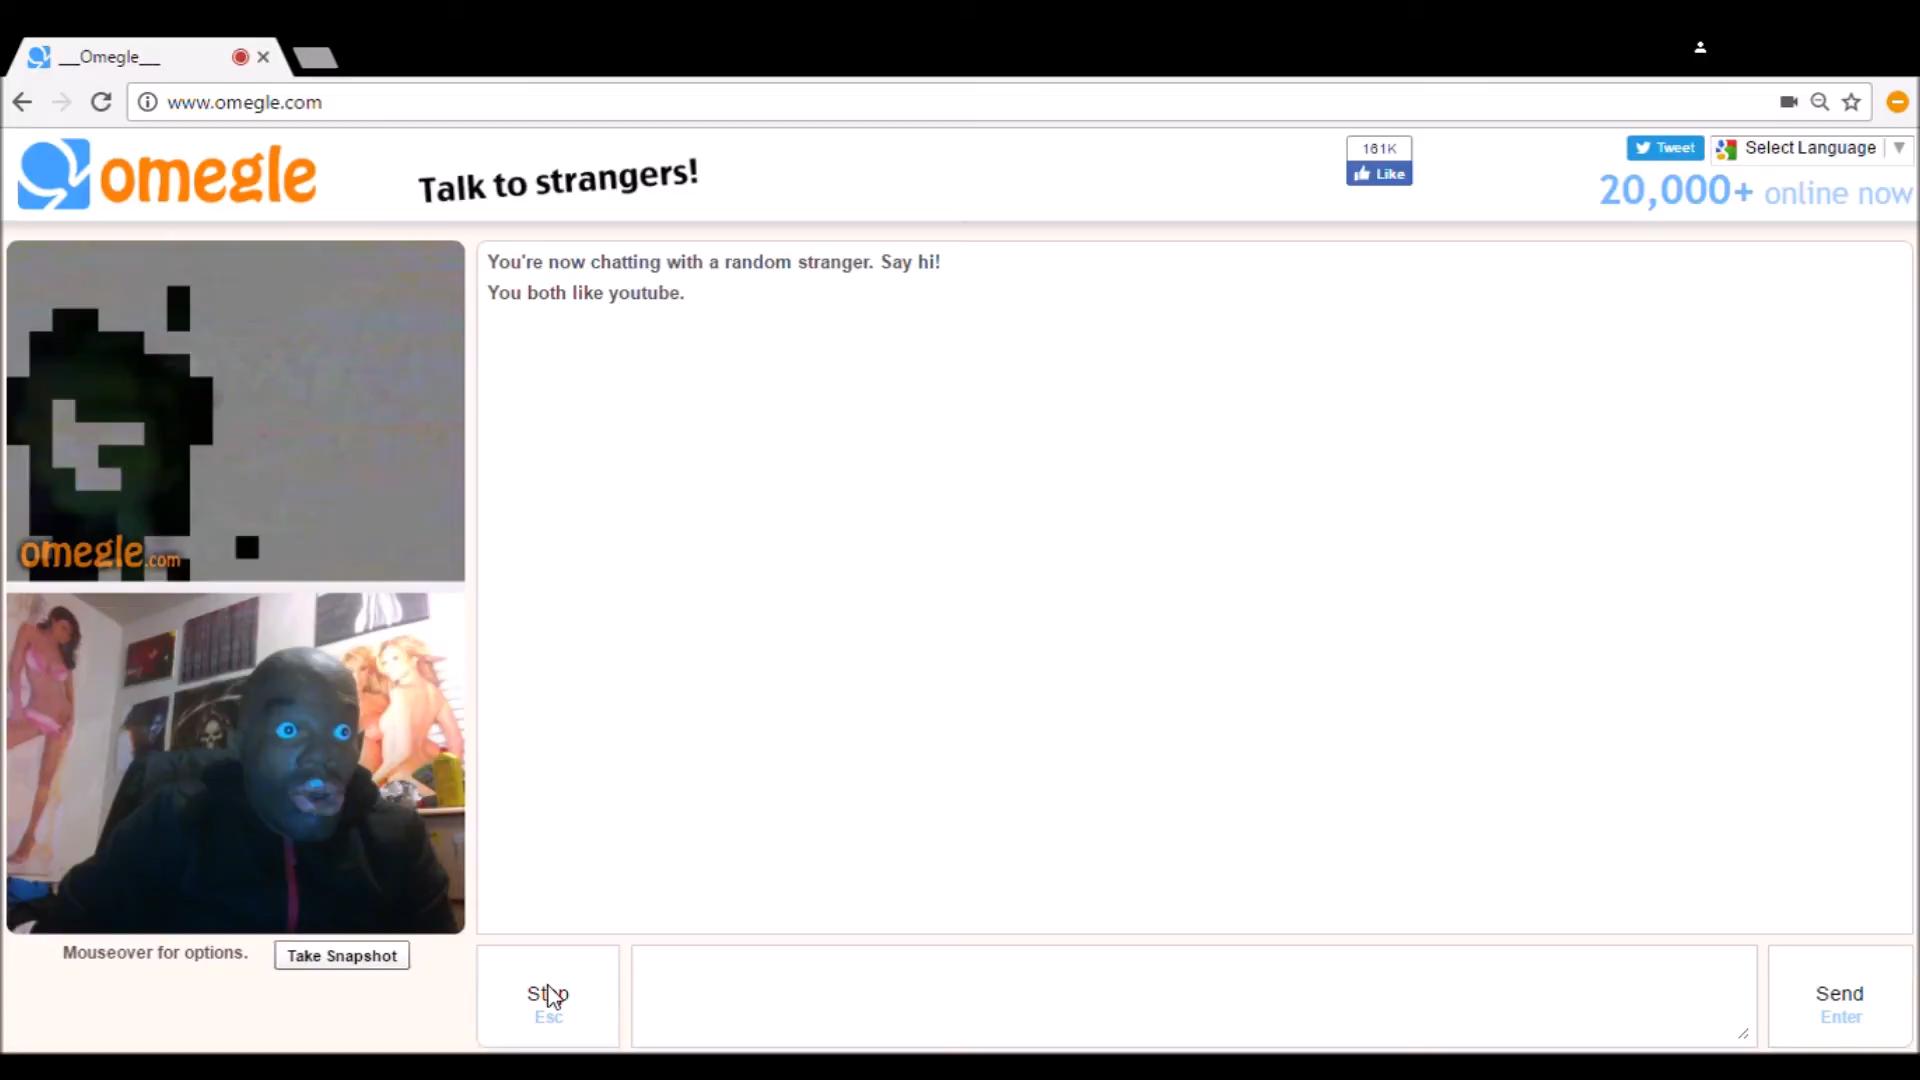 __Omegle__
www.omegle.com
omegle
Talk to strangers!
161K
Like
Tweet
Select Language
20,000+ online now
You're now chatting with a random stranger. Say hi!
You both like youtube.
omegle.com
Mouseover for options.
Take Snapshot
Esc
Send
Enter